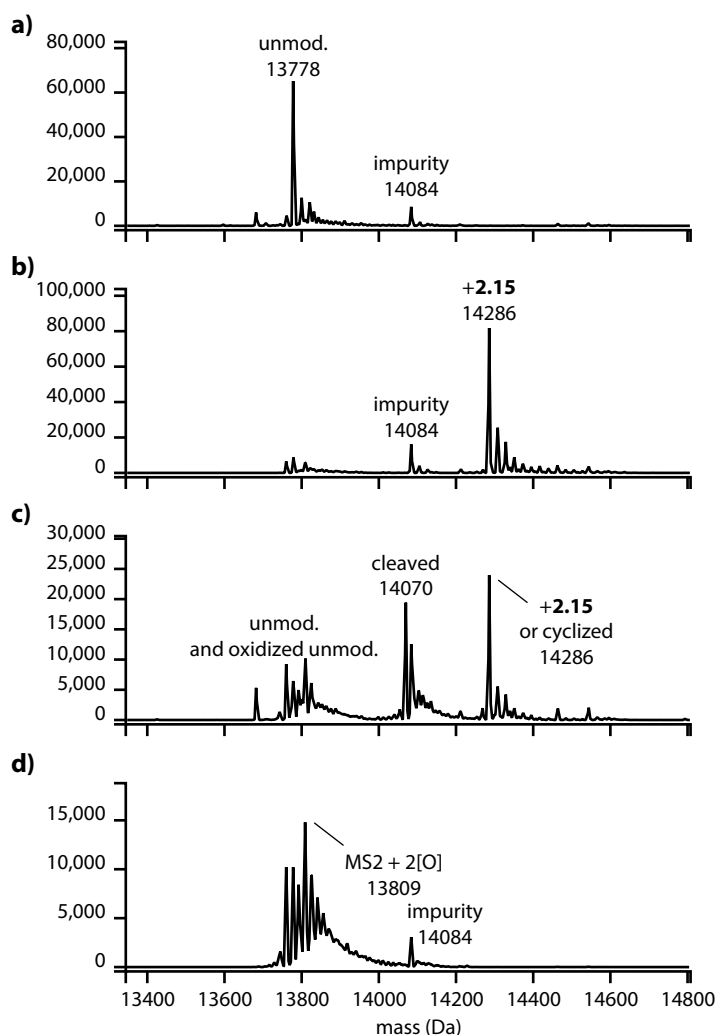 a)
80,000
60,000
40,000
20,000
0
unmod.
13778
impurity
14084
b)
100,000
80,000
60,000
40,000
20,000
0
impurity
14084
+2.15
14286
c)
30,000
25,000
20,000
15,000
10,000
5,000
0
unmod.
and oxidized unmod.
cleaved
14070
+2.15
or cyclized
14286
d)
15,000
10,000
5,000
0
MS2 + 2[O]
13809
impurity
14084
13400 13600 13800 14000 14200 14400 14600 14800
mass (Da)